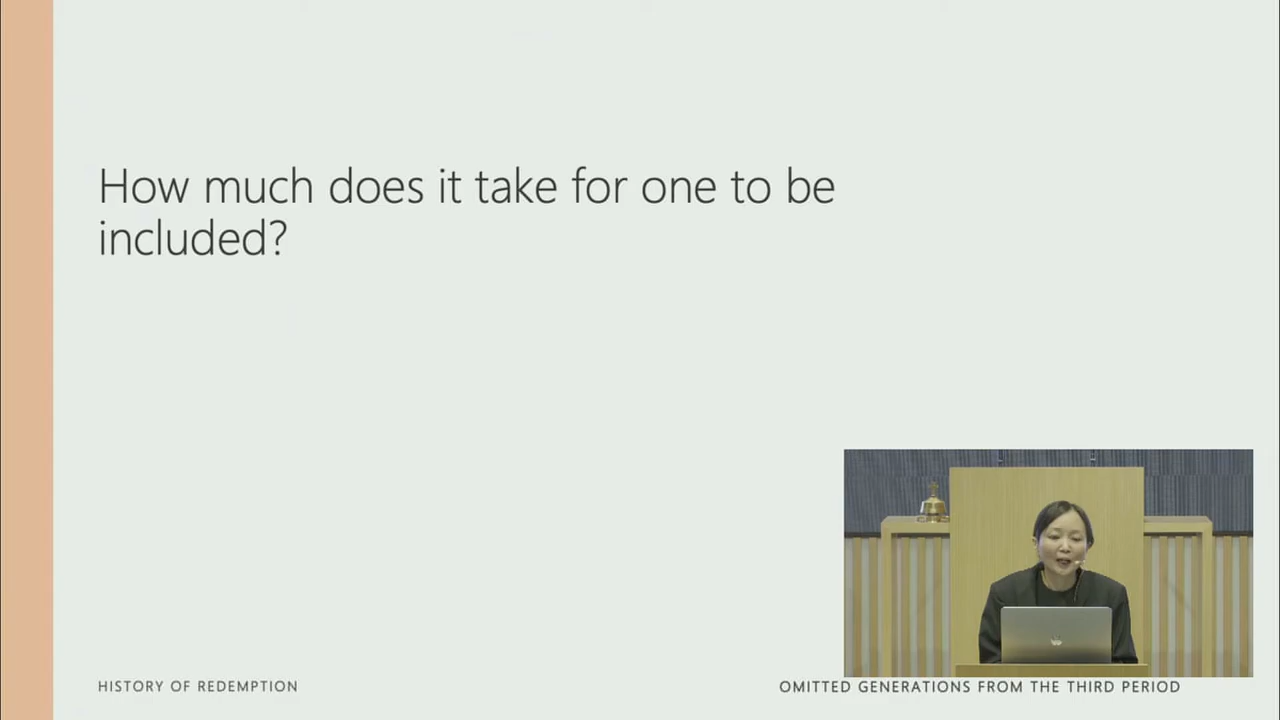 How much does it take for one to be
included?
HISTORY OF REDEMPTION
OMITTED GENERATIONS FROM THE THIRD PERIOD